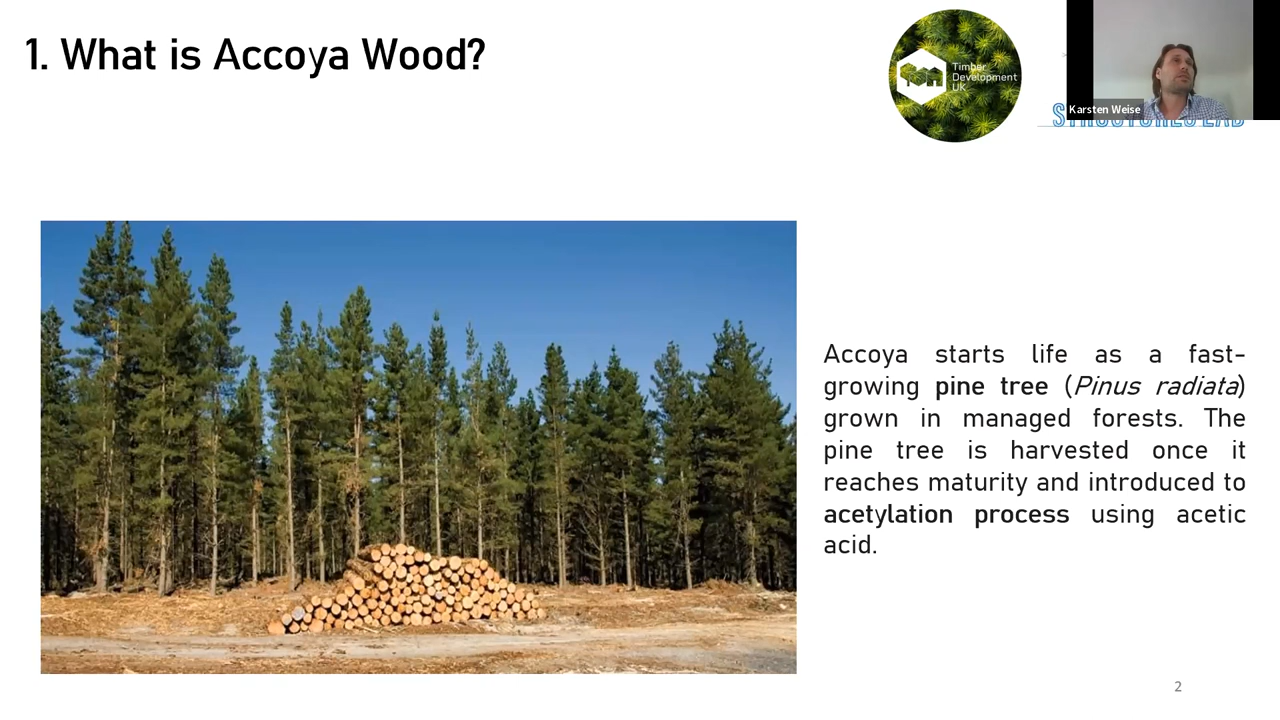 1. What is Accoya Wood?
Timber
Development
UK
Karsten Weise
Accoya starts life as a fast-
growing pine tree (Pinus radiata)
grown in managed forests. The
pine tree is harvested once it
reaches maturity and introduced to
acetylation process using acetic
acid.
2